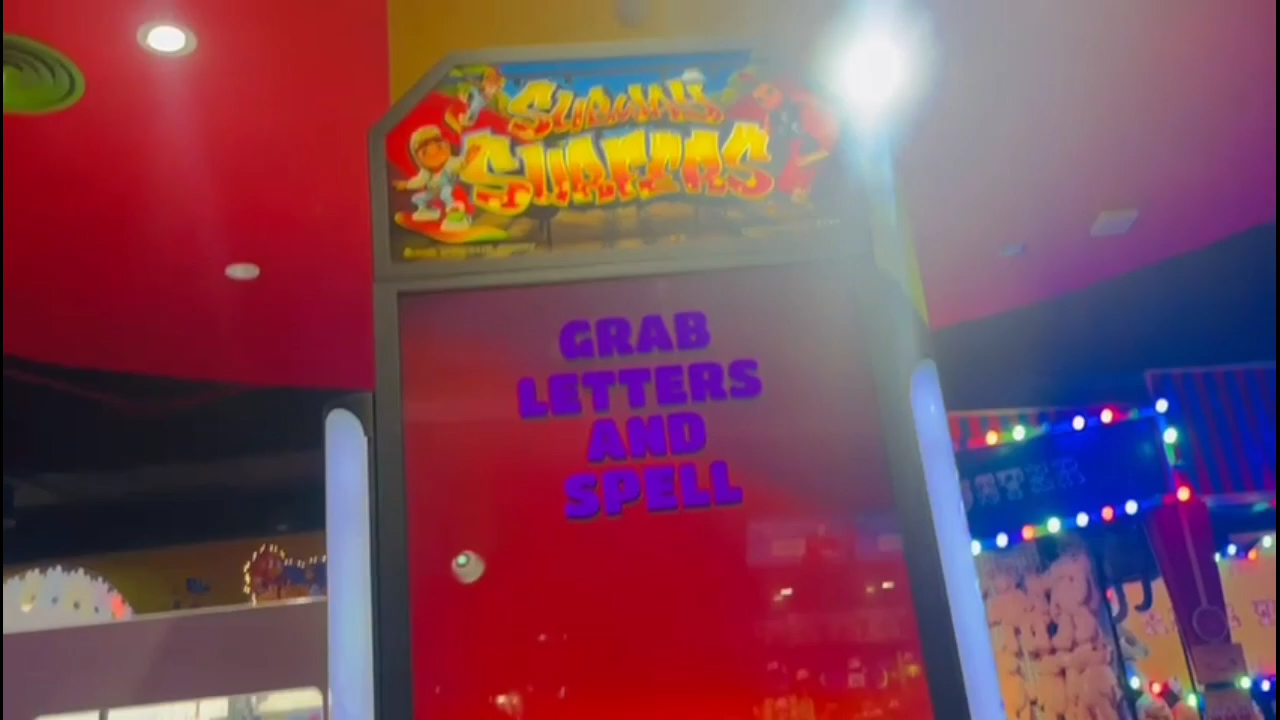 SUBWAY
SURFERS
GRAB
LETTERS
AND
SPELL